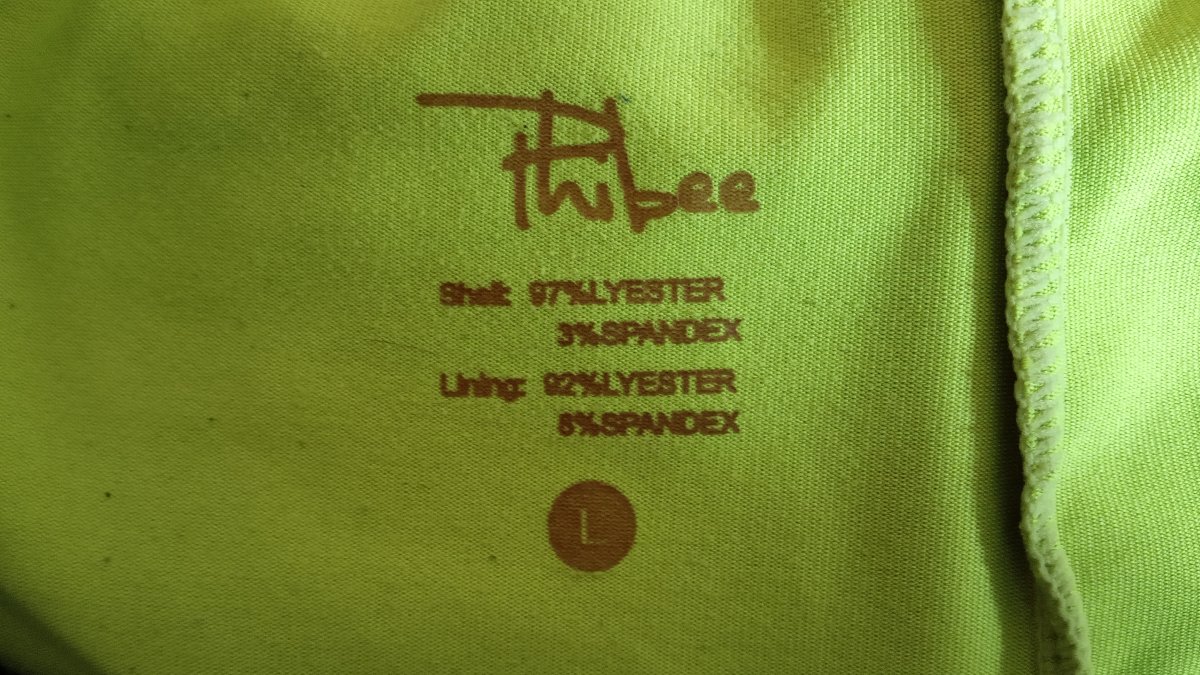 Phibee
Shell: 97%LYESTER
3%SPANDEX
Lining: 92%LYESTER
8%SPANDEX
L